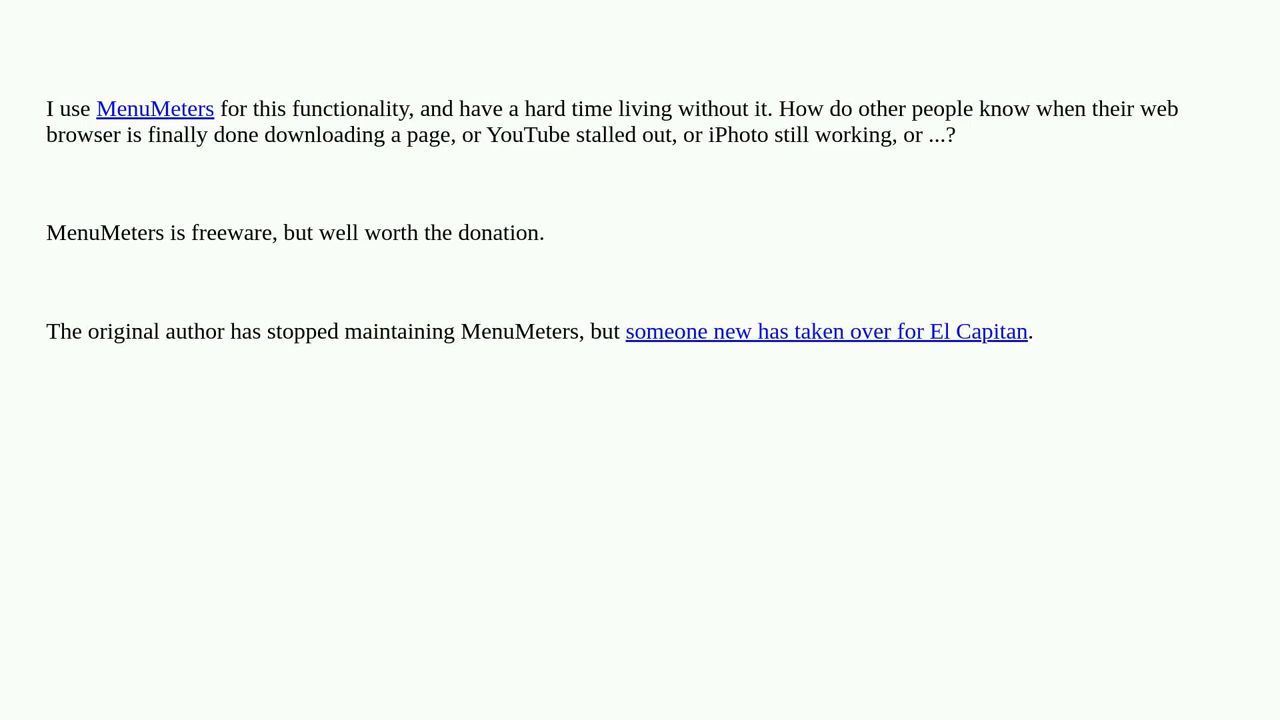 I use MenuMeters for this functionality, and have a hard time living without it. How do other people know when their web
browser is finally done downloading a page, or YouTube stalled out, or iPhoto still working, or ...?
MenuMeters is freeware, but well worth the donation.
The original author has stopped maintaining MenuMeters, but someone new has taken over for El Capitan.